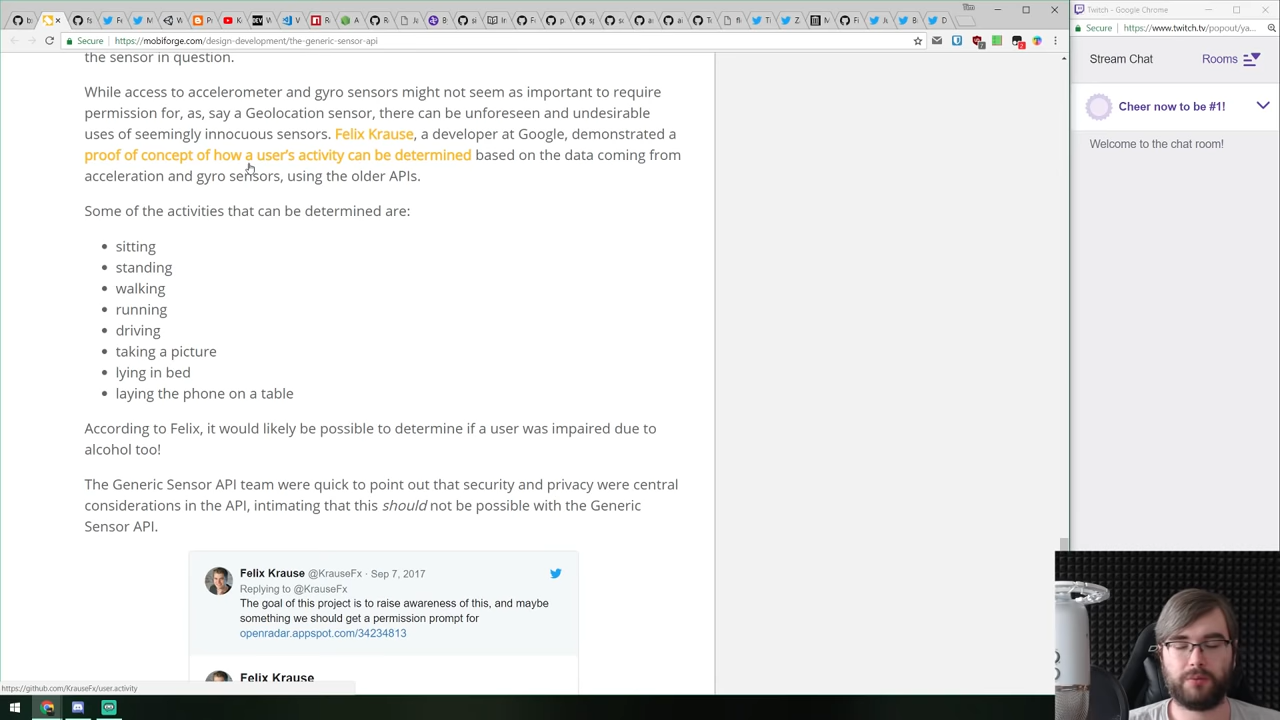 Tim
Twitch - Google Chrome
Secure
https://mobiforge.com/design-development/the-generic-sensor-api
Secure
https://www.twitch.tv/popout/ya...
the sensor in question.
While access to accelerometer and gyro sensors might not seem as important to require
permission for, as, say a Geolocation sensor, there can be unforeseen and undesirable
uses of seemingly innocuous sensors. Felix Krause, a developer at Google, demonstrated a
proof of concept of how a user's activity can be determined based on the data coming from
acceleration and gyro sensors, using the older APIs.
Some of the activities that can be determined are:
sitting
standing
walking
running
driving
taking a picture
lying in bed
laying the phone on a table
According to Felix, it would likely be possible to determine if a user was impaired due to
alcohol too!
The Generic Sensor API team were quick to point out that security and privacy were central
considerations in the API, intimating that this should not be possible with the Generic
Sensor API.
Felix Krause @KrauseFx · Sep 7, 2017
Replying to @KrauseFx
The goal of this project is to raise awareness of this, and maybe
something we should get a permission prompt for
openradar.appspot.com/34234813
Felix Krause
https://github.com/KrauseFx/user.activity
Stream Chat
Rooms
Cheer now to be #1!
Welcome to the chat room!